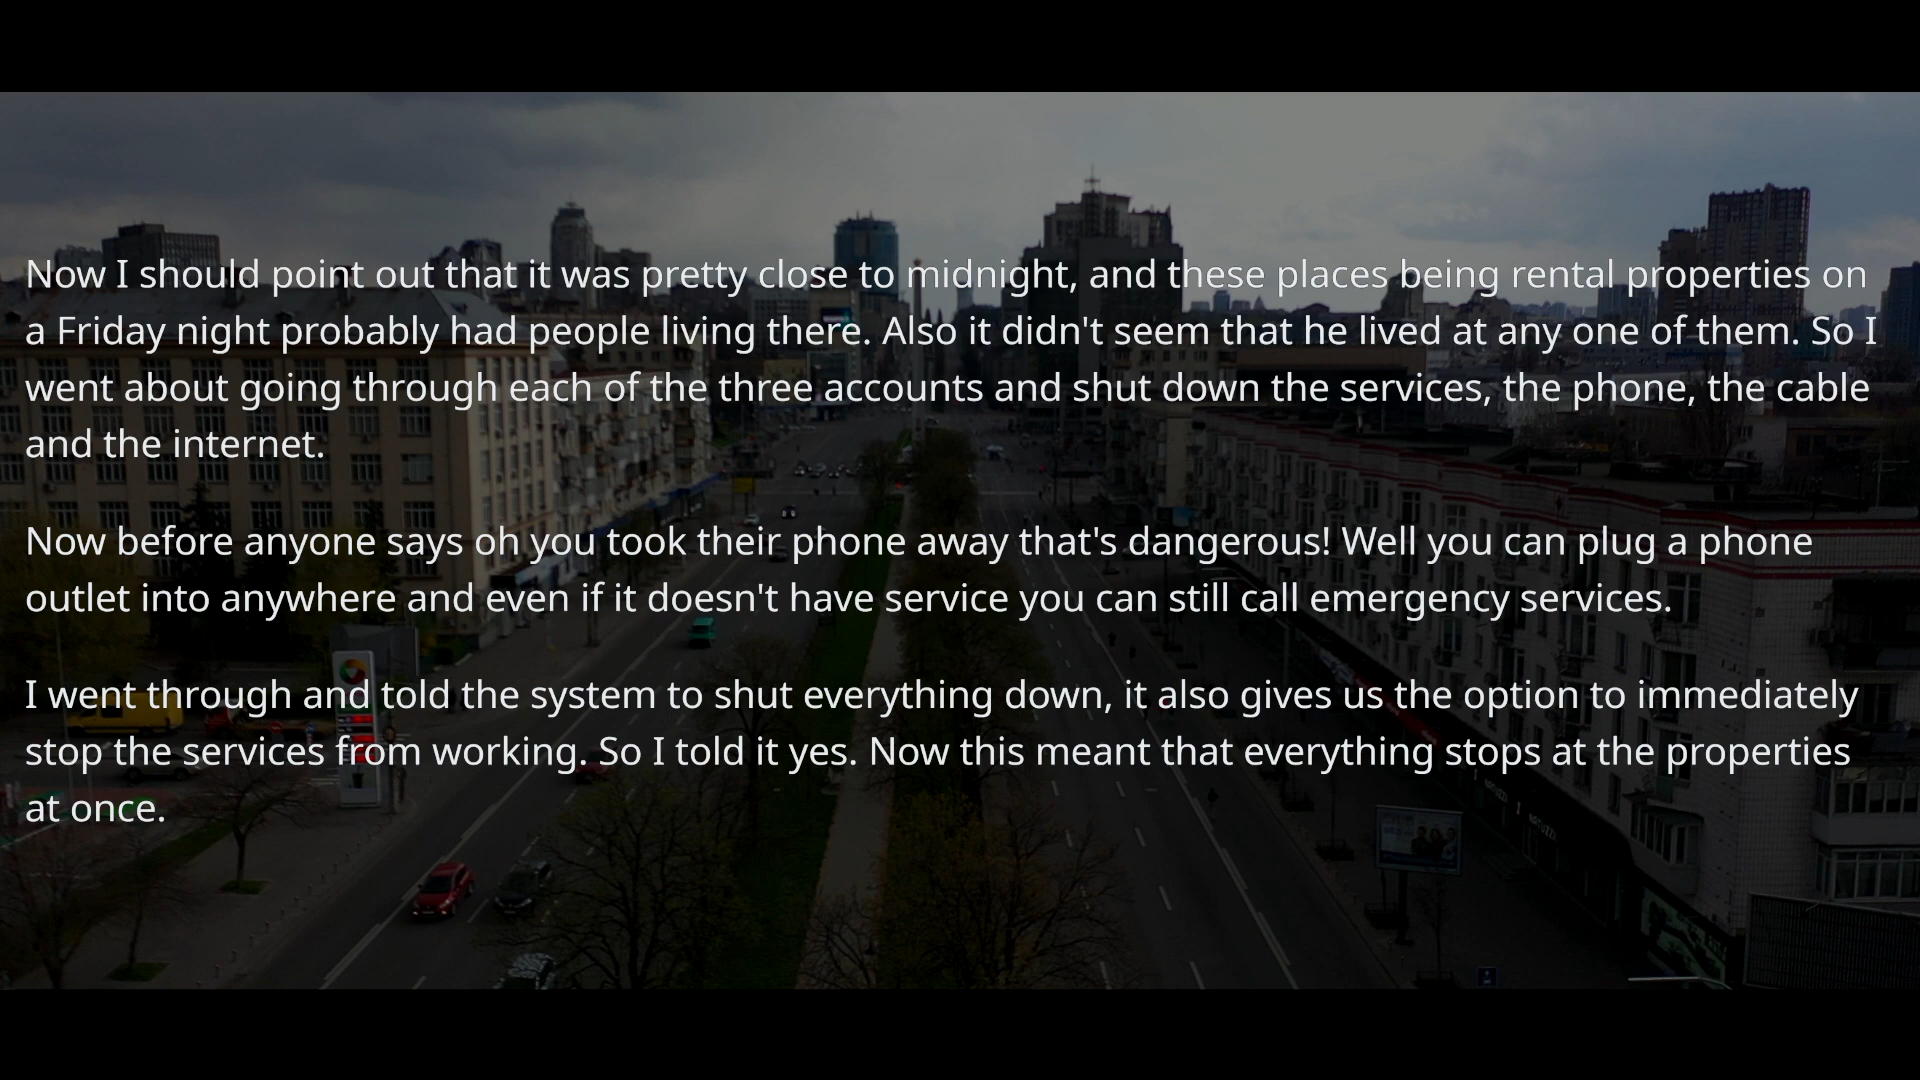 Now I should point out that it was pretty close to midnight, and these places being rental properties on
a Friday night probably had people living there. Also it didn't seem that he lived at any one of them. So I
went about going through each of the three accounts and shut down the services, the phone, the cable
and the internet.
Now before anyone says oh you took their phone away that's dangerous! Well you can plug a phone
outlet into anywhere and even if it doesn't have service you can still call emergency services.
I went through and told the system to shut everything down, it also gives us the option to immediately
stop the services from working. So I told it yes. Now this meant that everything stops at the properties
at once.
NATUZZI
NATUZZI